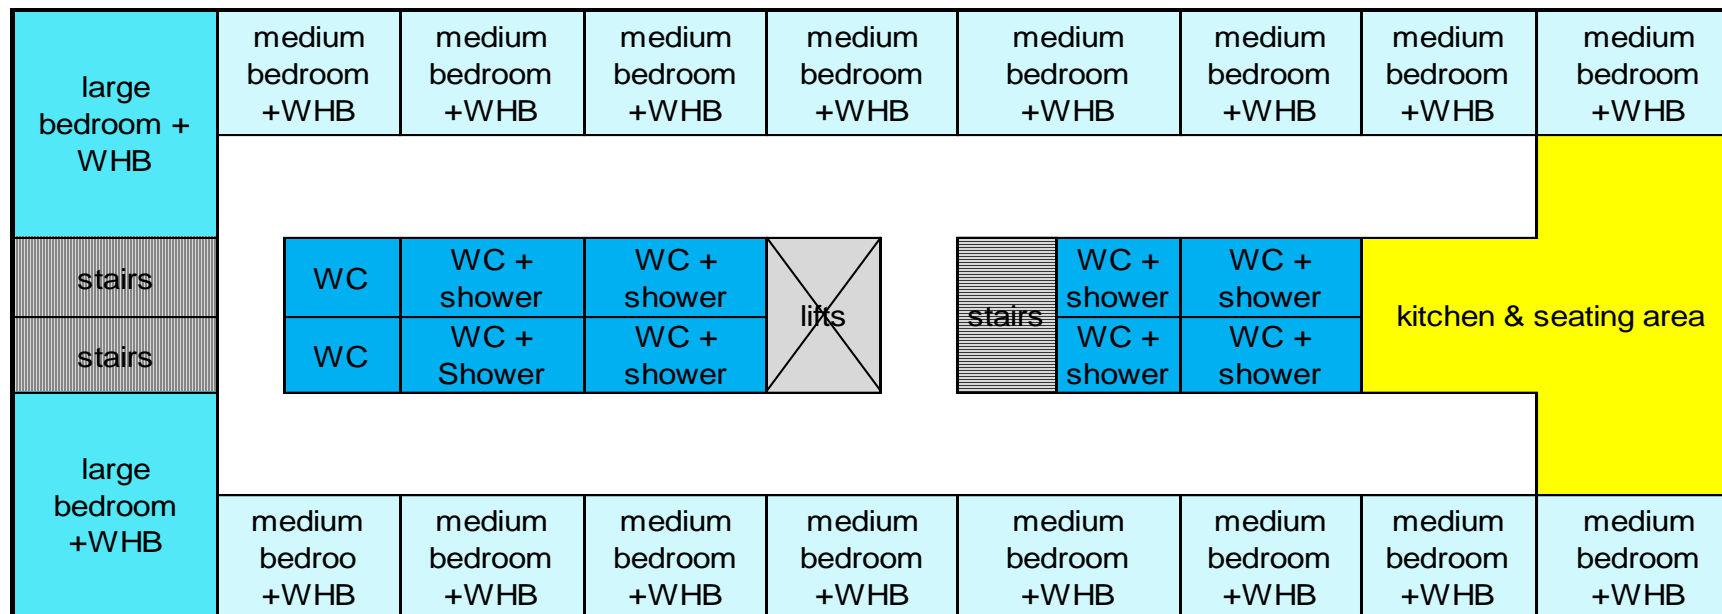 large
bedroom +
WHB
medium
bedroom
+WHB
medium
bedroom
+WHB
medium
bedroom
+WHB
medium
bedroom
+WHB
medium
bedroom
+WHB
medium
bedroom
+WHB
medium
bedroom
+WHB
medium
bedroom
+WHB
stairs
WC
WC +
shower
WC +
shower
lifts
stairs
WC +
shower
WC +
shower
kitchen & seating area
stairs
WC
WC +
Shower
WC +
shower
WC +
shower
WC +
shower
large
bedroom
+WHB
medium
bedroo
+WHB
medium
bedroom
+WHB
medium
bedroom
+WHB
medium
bedroom
+WHB
medium
bedroom
+WHB
medium
bedroom
+WHB
medium
bedroom
+WHB
medium
bedroom
+WHB